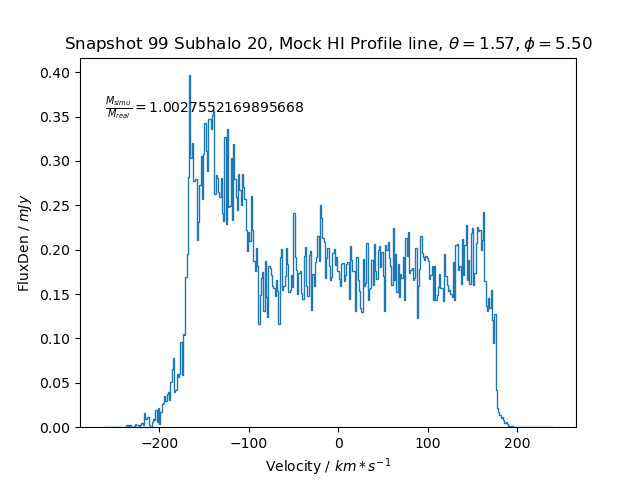 Snapshot 99 Subhalo 20, Mock HI Profile line, θ = 1.57, ϕ = 5.50
M_simu/M_real = 1.0027552169895668
FluxDen / mJy
0.40
0.35
0.30
0.25
0.20
0.15
0.10
0.05
0.00
−200 −100 0 100 200
Velocity / km * s^−1